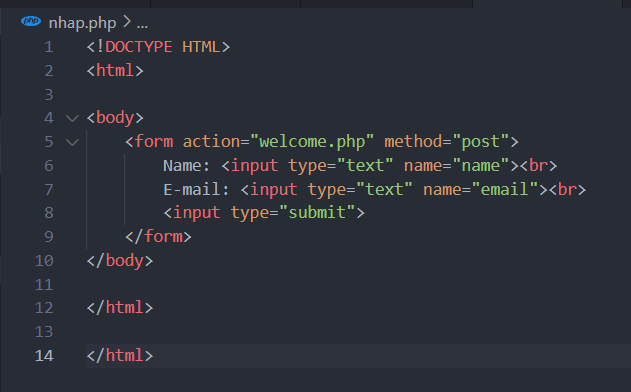 nhap.php > ...
1 <!DOCTYPE HTML>
2 <html>
3
4 <body>
5     <form action="welcome.php" method="post">
6         Name: <input type="text" name="name"><br>
7         E-mail: <input type="text" name="email"><br>
8         <input type="submit">
9     </form>
10 </body>
11
12 </html>
13
14 </html>